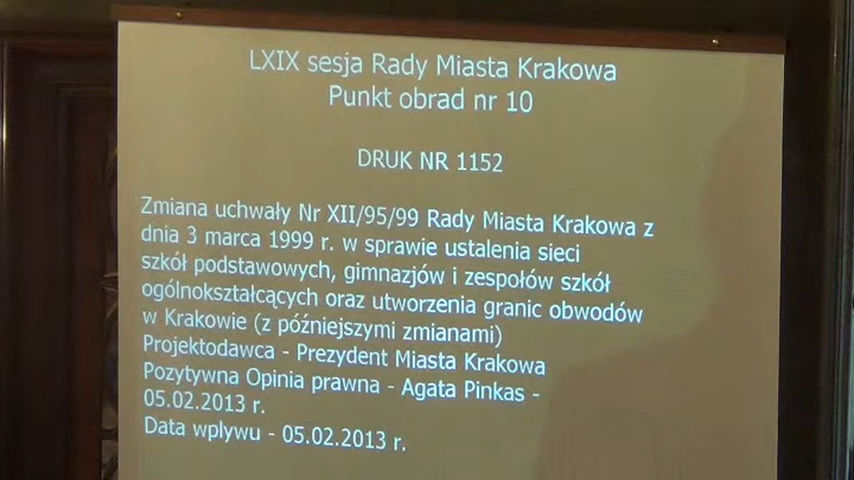 LXIX sesja Rady Miasta Krakowa
Punkt obrad nr 10
DRUK NR 1152
Zmiana uchwały Nr XII/95/99 Rady Miasta Krakowa z
dnia 3 marca 1999 r. w sprawie ustalenia sieci
szkół podstawowych, gimnazjów i zespołów szkół
ogólnokształcących oraz utworzenia granic obwodów
w Krakowie (z późniejszymi zmianami)
Projektodawca - Prezydent Miasta Krakowa
Pozytywna Opinia prawna - Agata Pinkas -
05.02.2013 r.
Data wpływu - 05.02.2013 r.